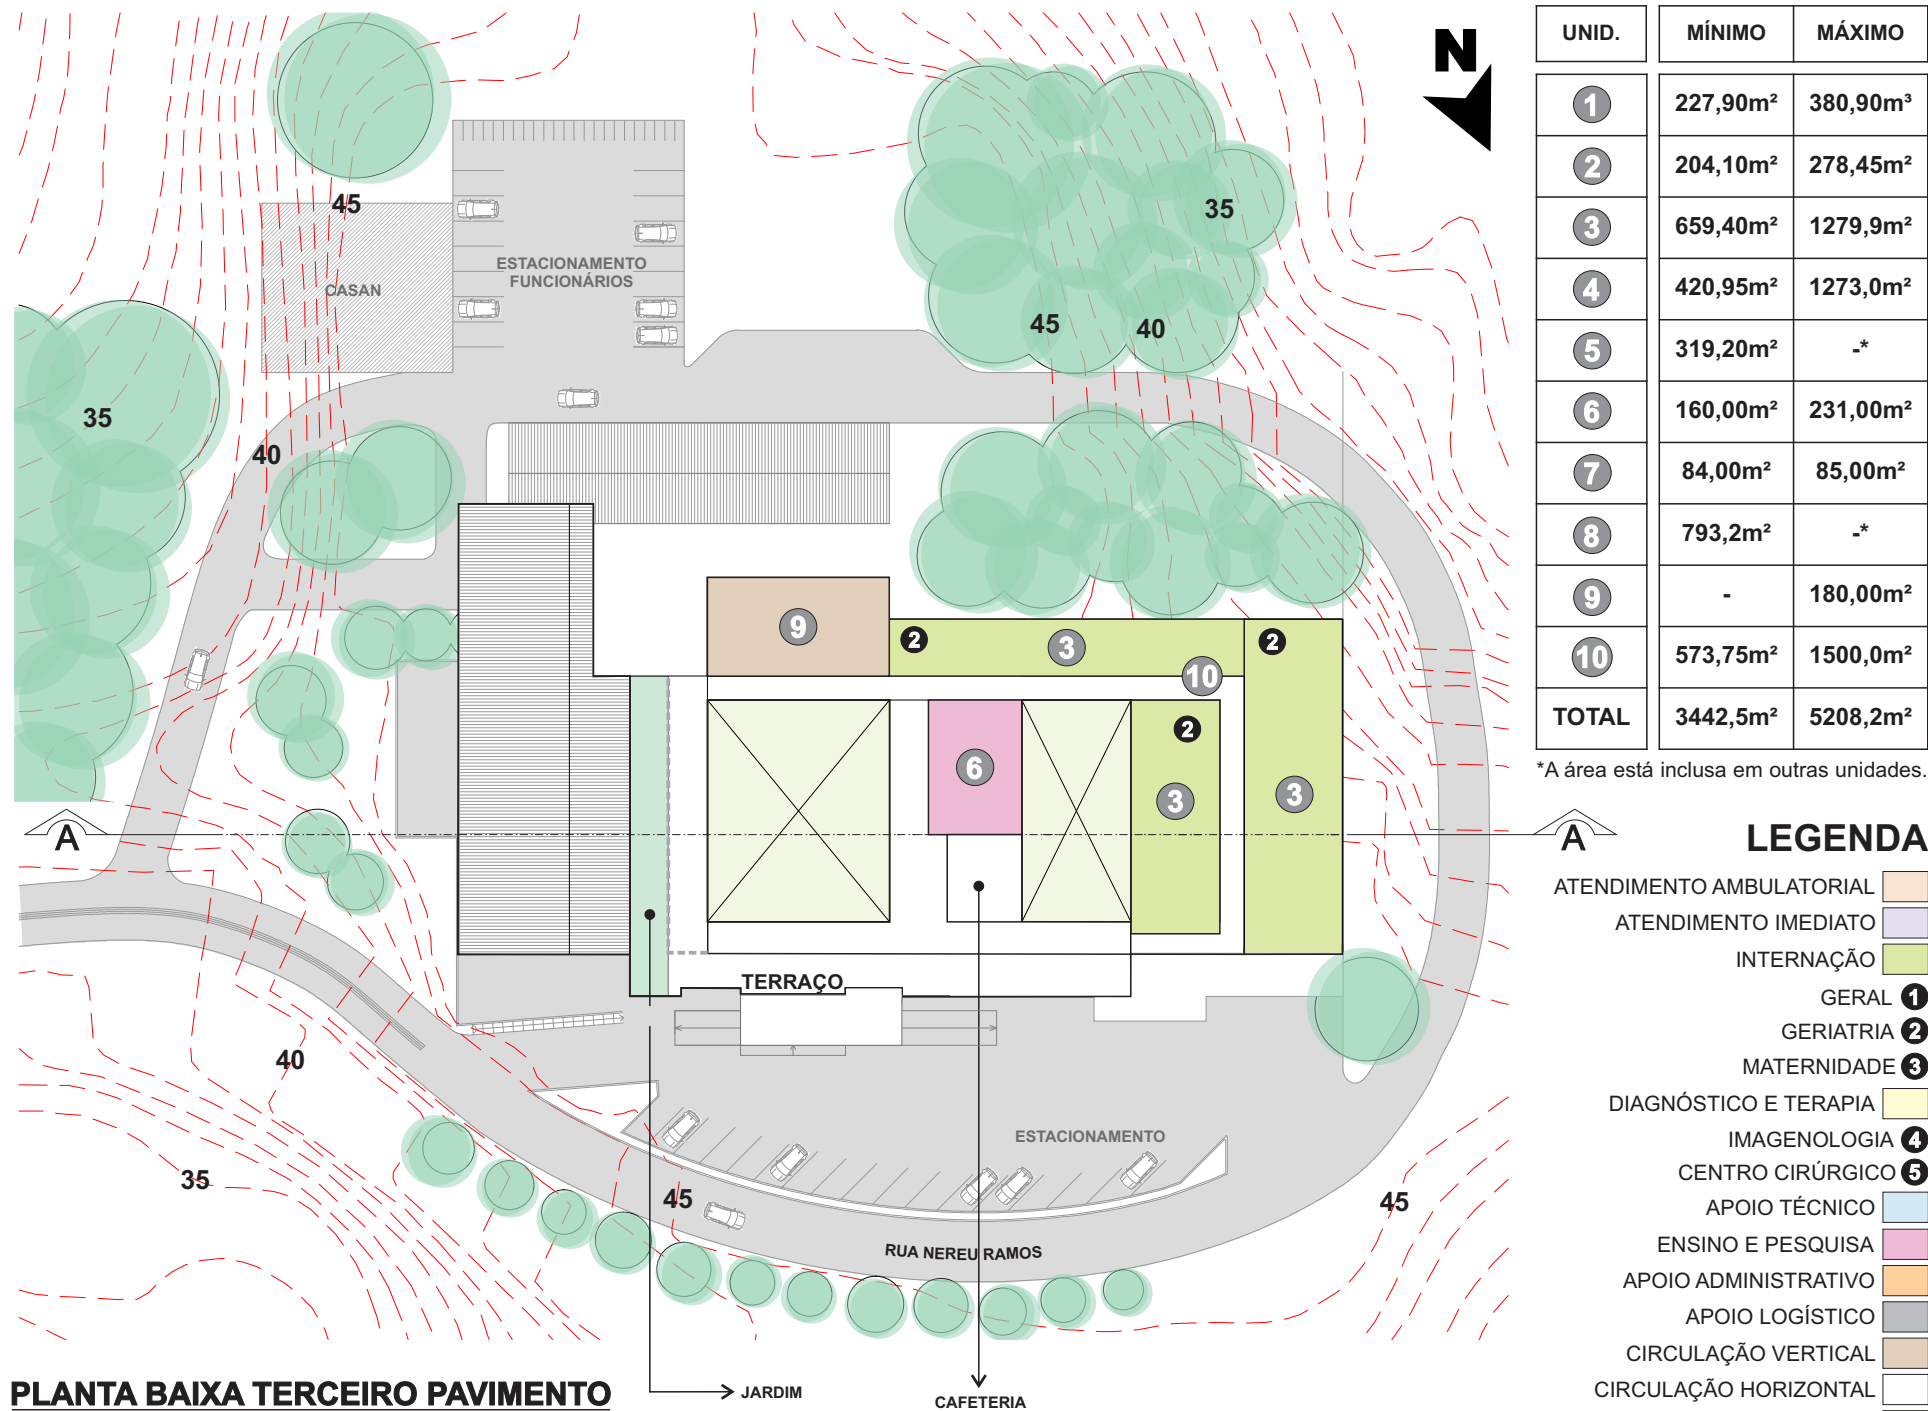 N
45
CASAN
ESTACIONAMENTO
FUNCIONÁRIOS
35
45
40
35
40
9
2
3
2
10
2
6
3
3
A
A
TERRAÇO
40
35
45
ESTACIONAMENTO
45
RUA NEREU RAMOS
JARDIM
CAFETERIA
PLANTA BAIXA TERCEIRO PAVIMENTO
UNID. MÍNIMO MÁXIMO
1 227,90m² 380,90m³
2 204,10m² 278,45m²
3 659,40m² 1279,9m²
4 420,95m² 1273,0m²
5 319,20m² -*
6 160,00m² 231,00m²
7 84,00m² 85,00m²
8 793,2m² -*
9 - 180,00m²
10 573,75m² 1500,0m²
TOTAL 3442,5m² 5208,2m²
*A área está inclusa em outras unidades.
LEGENDA
ATENDIMENTO AMBULATORIAL
ATENDIMENTO IMEDIATO
INTERNAÇÃO
GERAL 1
GERIATRIA 2
MATERNIDADE 3
DIAGNÓSTICO E TERAPIA
IMAGENOLOGIA 4
CENTRO CIRÚRGICO 5
APOIO TÉCNICO
ENSINO E PESQUISA
APOIO ADMINISTRATIVO
APOIO LOGÍSTICO
CIRCULAÇÃO VERTICAL
CIRCULAÇÃO HORIZONTAL